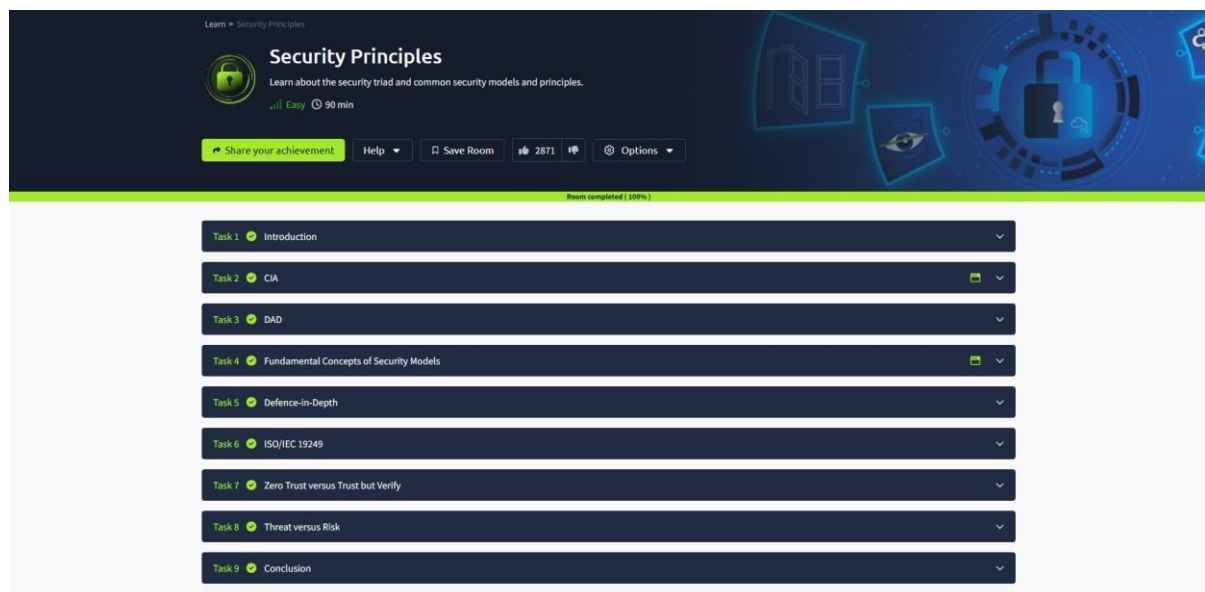 Learn > Security Principles
Security Principles
Learn about the security triad and common security models and principles.
Easy 90 min
Share your achievement Help Save Room 2871 Options
Room completed ( 100% )
Task 1 Introduction
Task 2 CIA
Task 3 DAD
Task 4 Fundamental Concepts of Security Models
Task 5 Defence-in-Depth
Task 6 ISO/IEC 19249
Task 7 Zero Trust versus Trust but Verify
Task 8 Threat versus Risk
Task 9 Conclusion